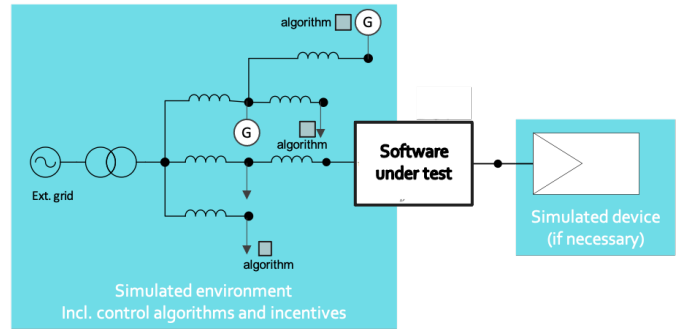 algorithm
G
G
algorithm
Software
under test
Ext. grid
algorithm
Simulated device
(if necessary)
Simulated environment
Incl. control algorithms and incentives